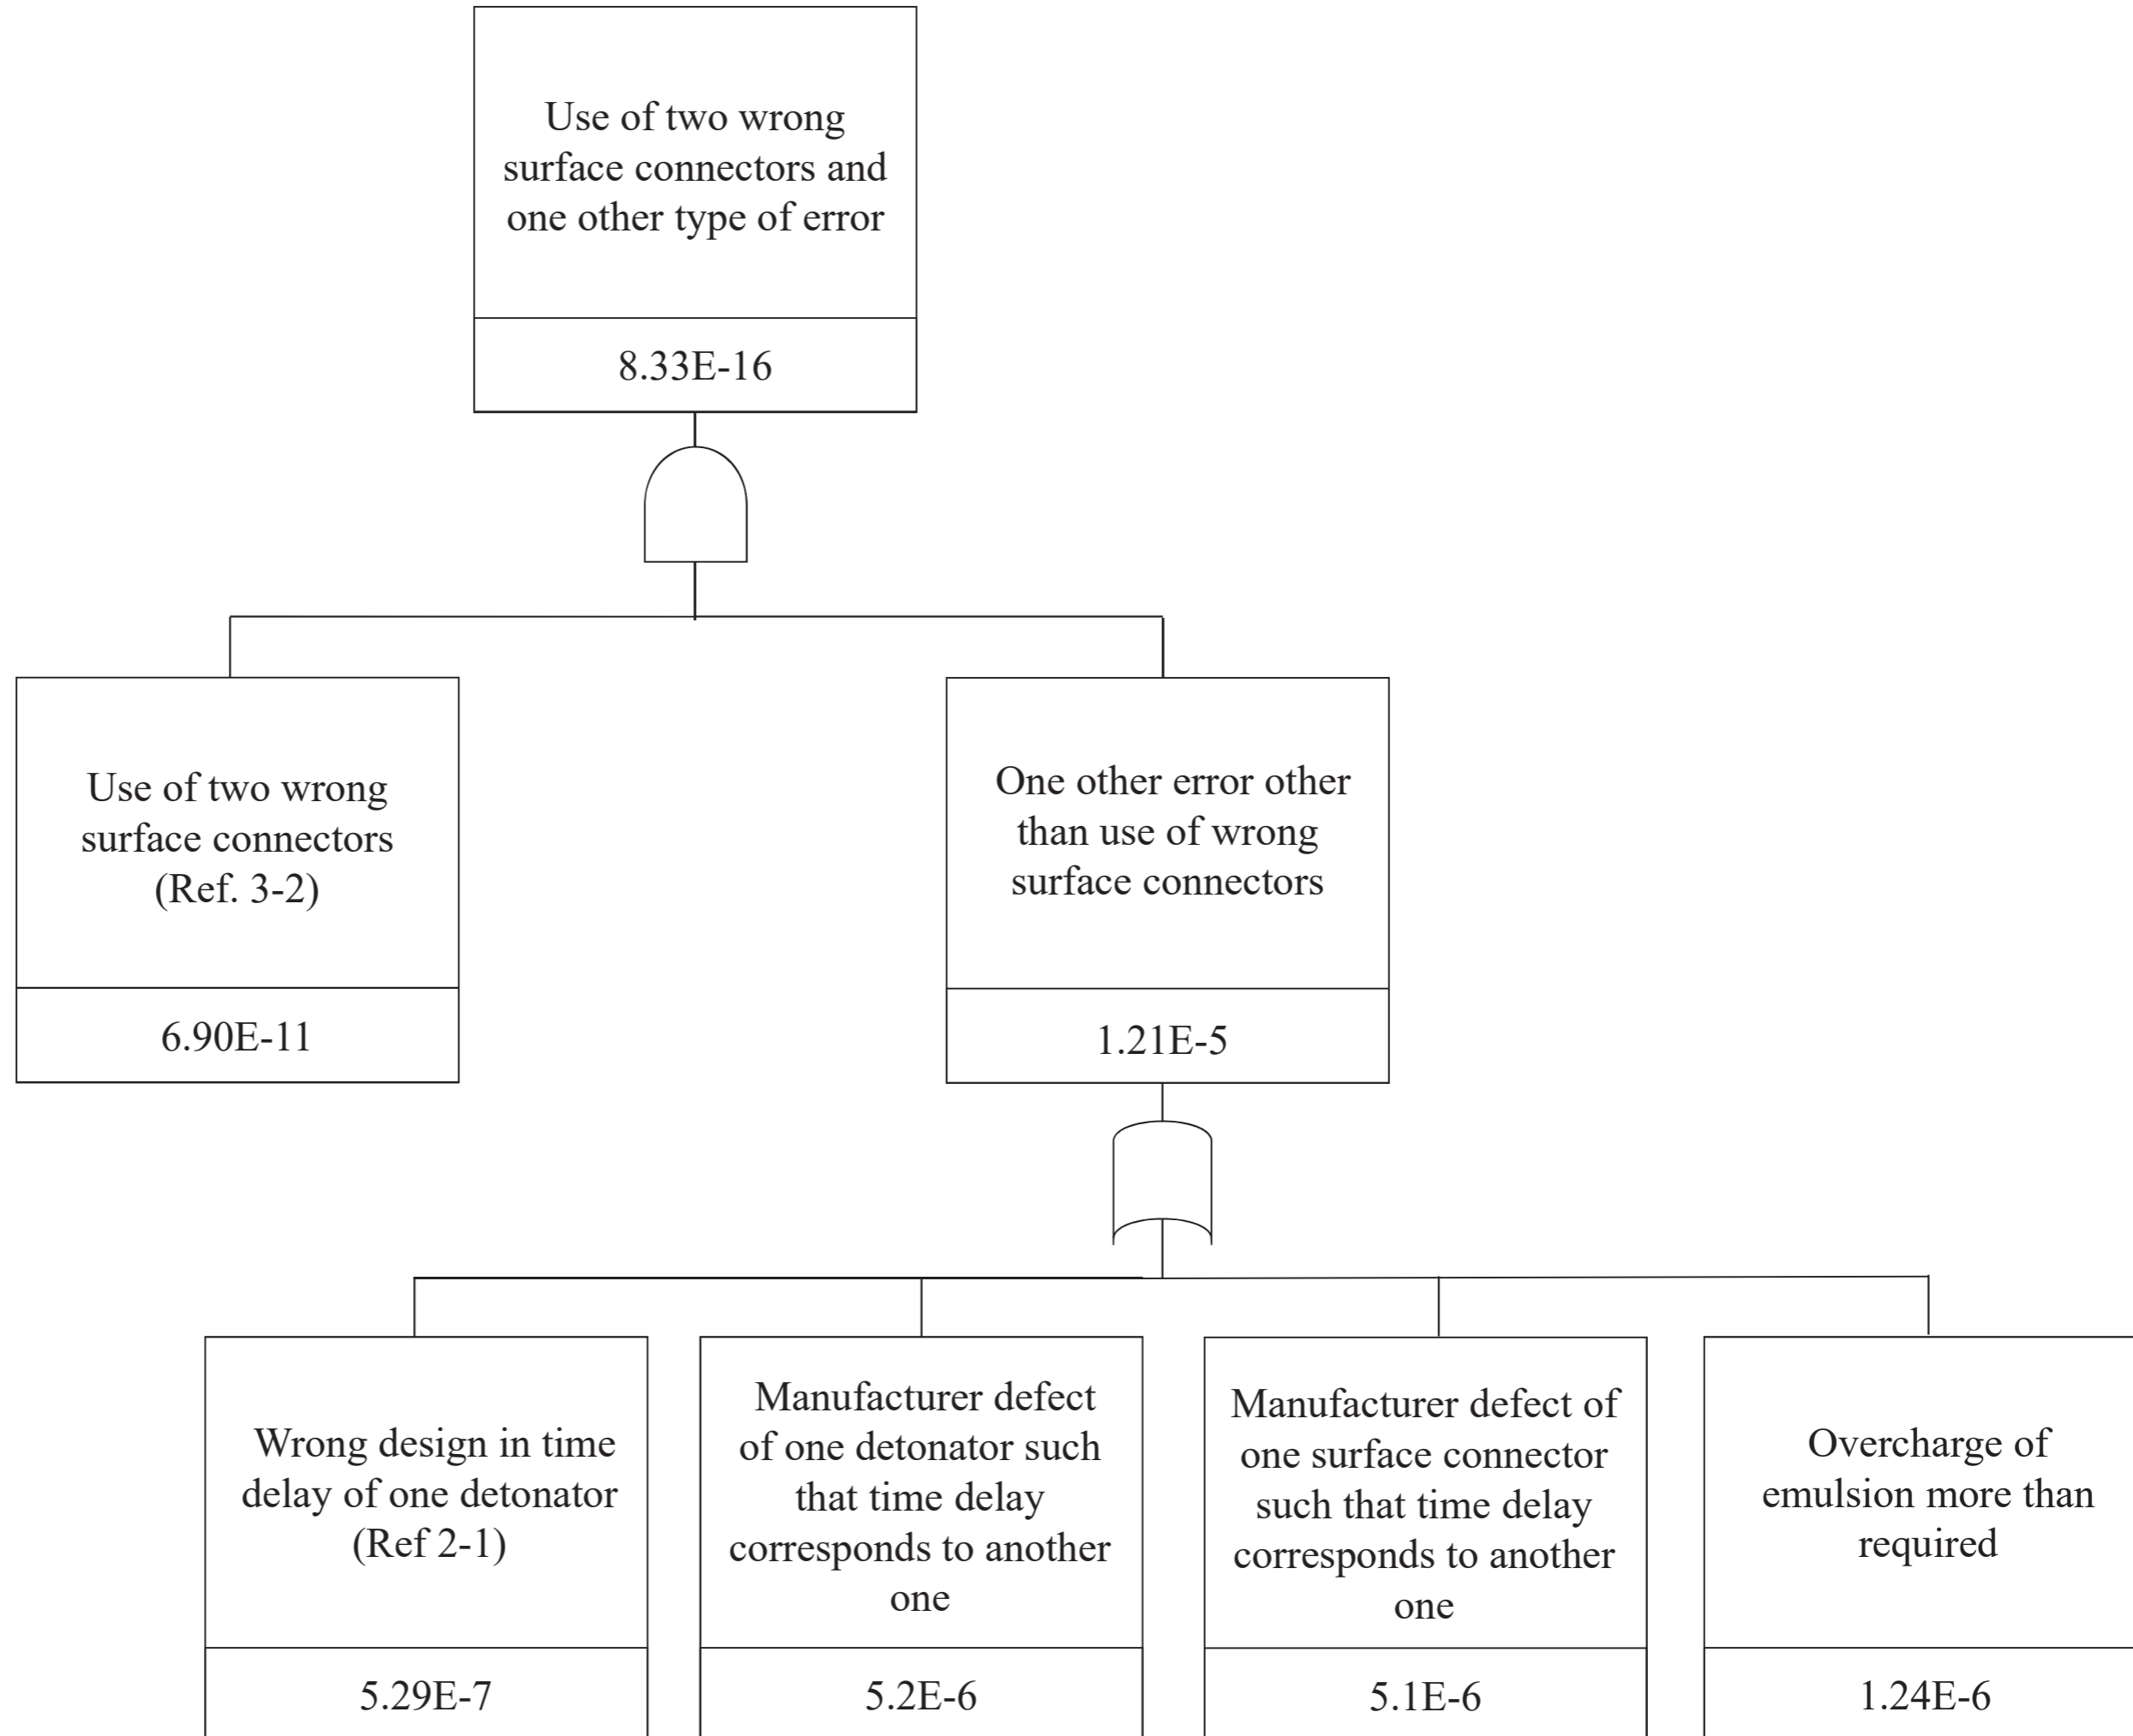 Use of two wrong
surface connectors and
one other type of error
8.33E-16
Use of two wrong
surface connectors
(Ref. 3-2)
6.90E-11
One other error other
than use of wrong
surface connectors
1.21E-5
Wrong design in time
delay of one detonator
(Ref 2-1)
5.29E-7
Manufacturer defect
of one detonator such
that time delay
corresponds to another
one
5.2E-6
Manufacturer defect of
one surface connector
such that time delay
corresponds to another
one
5.1E-6
Overcharge of
emulsion more than
required
1.24E-6